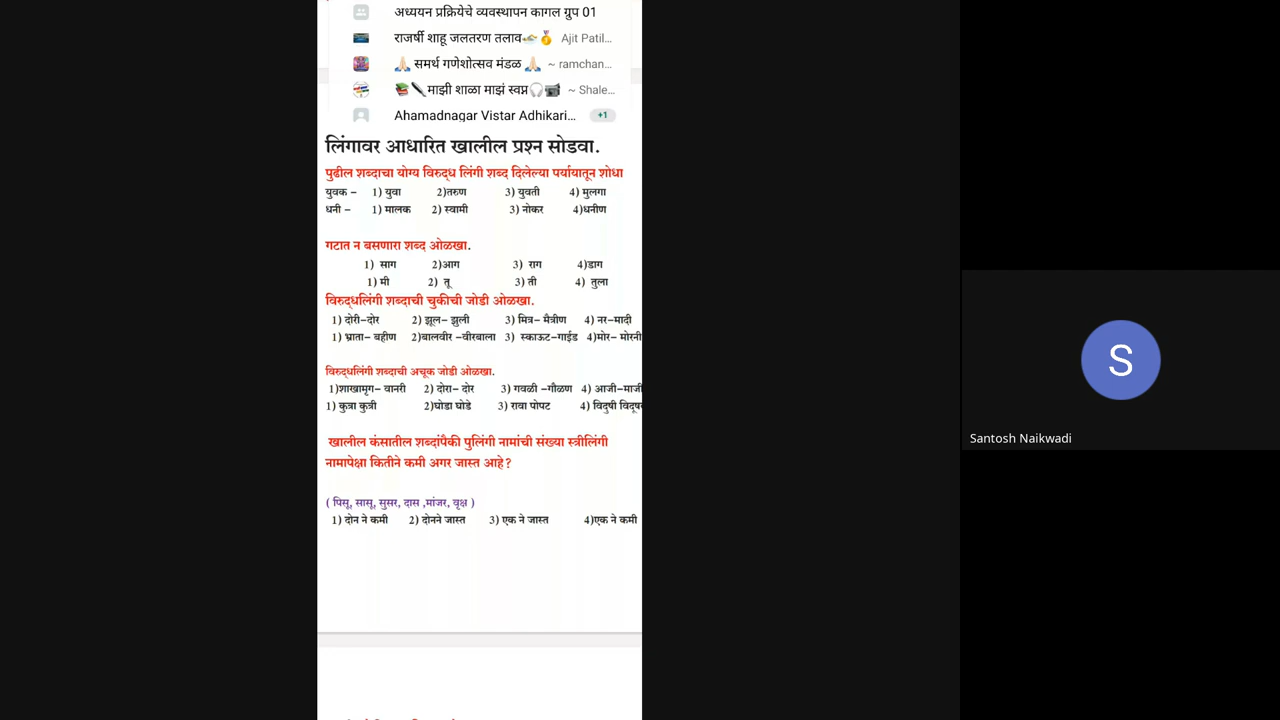 अध्ययन प्रक्रियेचे व्यवस्थापन कागल ग्रुप 01
राजर्षी शाहू जलतरण तलाव🏊🥇 Ajit Patil...
🙏🏻 समर्थ गणेशोत्सव मंडळ 🙏🏻 ~ ramchan...
📚✒️माझी शाळा माझं स्वप्न🎧📹 ~ Shale...
Ahamadnagar Vistar Adhikari... +1
लिंगावर आधारित खालील प्रश्न सोडवा.
पुढील शब्दाचा योग्य विरुद्ध लिंगी शब्द दिलेल्या पर्यायातून शोधा
युवक – 1) युवा 2)तरुण 3) युवती 4) मुलगा
धनी – 1) मालक 2) स्वामी 3) नोकर 4)धनीण
गटात न बसणारा शब्द ओळखा.
1) साग 2)आग 3) राग 4)डाग
1) मी 2) तू 3) ती 4) तुला
विरुद्धलिंगी शब्दाची चुकीची जोडी ओळखा.
1) दोरी–दोर 2) झूल– झुली 3) मित्र– मैत्रीण 4) नर–मादी
1) भ्राता– बहीण 2)बालवीर –वीरबाला 3) स्काऊट–गाईड 4)मोर– मोरनी
विरुद्धलिंगी शब्दाची अचूक जोडी ओळखा.
1)शाखामृग– वानरी 2) दोरा– दोर 3) गवळी –गौळण 4) आजी–माजी
1) कुत्रा कुत्री 2)घोडा घोडे 3) रावा पोपट 4) विदुषी विदूष
खालील कंसातील शब्दांपैकी पुलिंगी नामांची संख्या स्त्रीलिंगी
नामापेक्षा कितीने कमी अगर जास्त आहे?
( पिसू, सासू, सुसर, दास ,मांजर, वृक्ष )
1) दोन ने कमी 2) दोनने जास्त 3) एक ने जास्त 4)एक ने कमी
S
Santosh Naikwadi